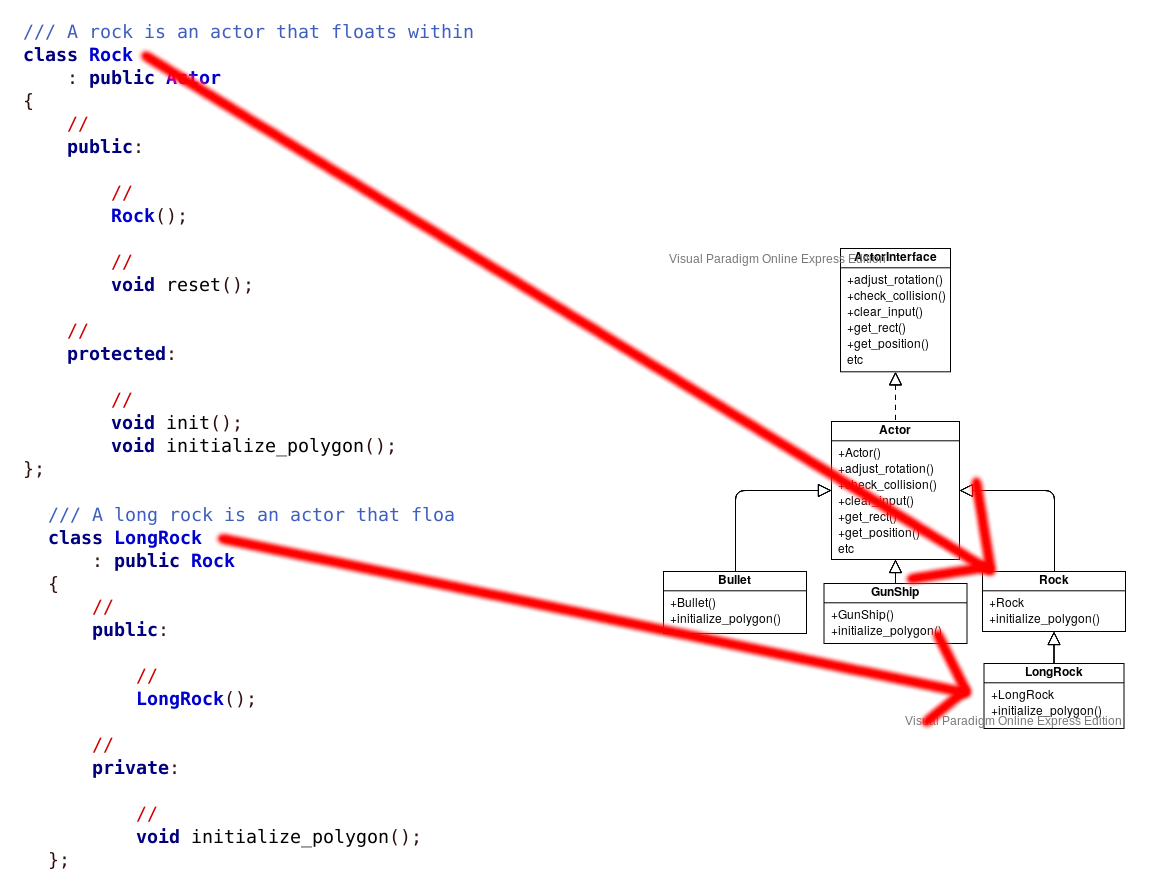 /// A rock is an actor that floats within
class Rock
: public Actor
{
//
public:
//
Rock();
//
void reset();
//
protected:
//
void init();
void initialize_polygon();
};
/// A long rock is an actor that floa
class LongRock
: public Rock
{
//
public:
//
LongRock();
//
private:
//
void initialize_polygon();
};
Visual Paradigm Online Express Edition
ActorInterface
+adjust_rotation()
+check_collision()
+clear_input()
+get_rect()
+get_position()
etc
Actor
+Actor()
+adjust_rotation()
+check_collision()
+clear_input()
+get_rect()
+get_position()
etc
Bullet
+Bullet()
+initialize_polygon()
GunShip
+GunShip()
+initialize_polygon()
Rock
+Rock
+initialize_polygon()
LongRock
+LongRock
+initialize_polygon()
Visual Paradigm Online Express Edition